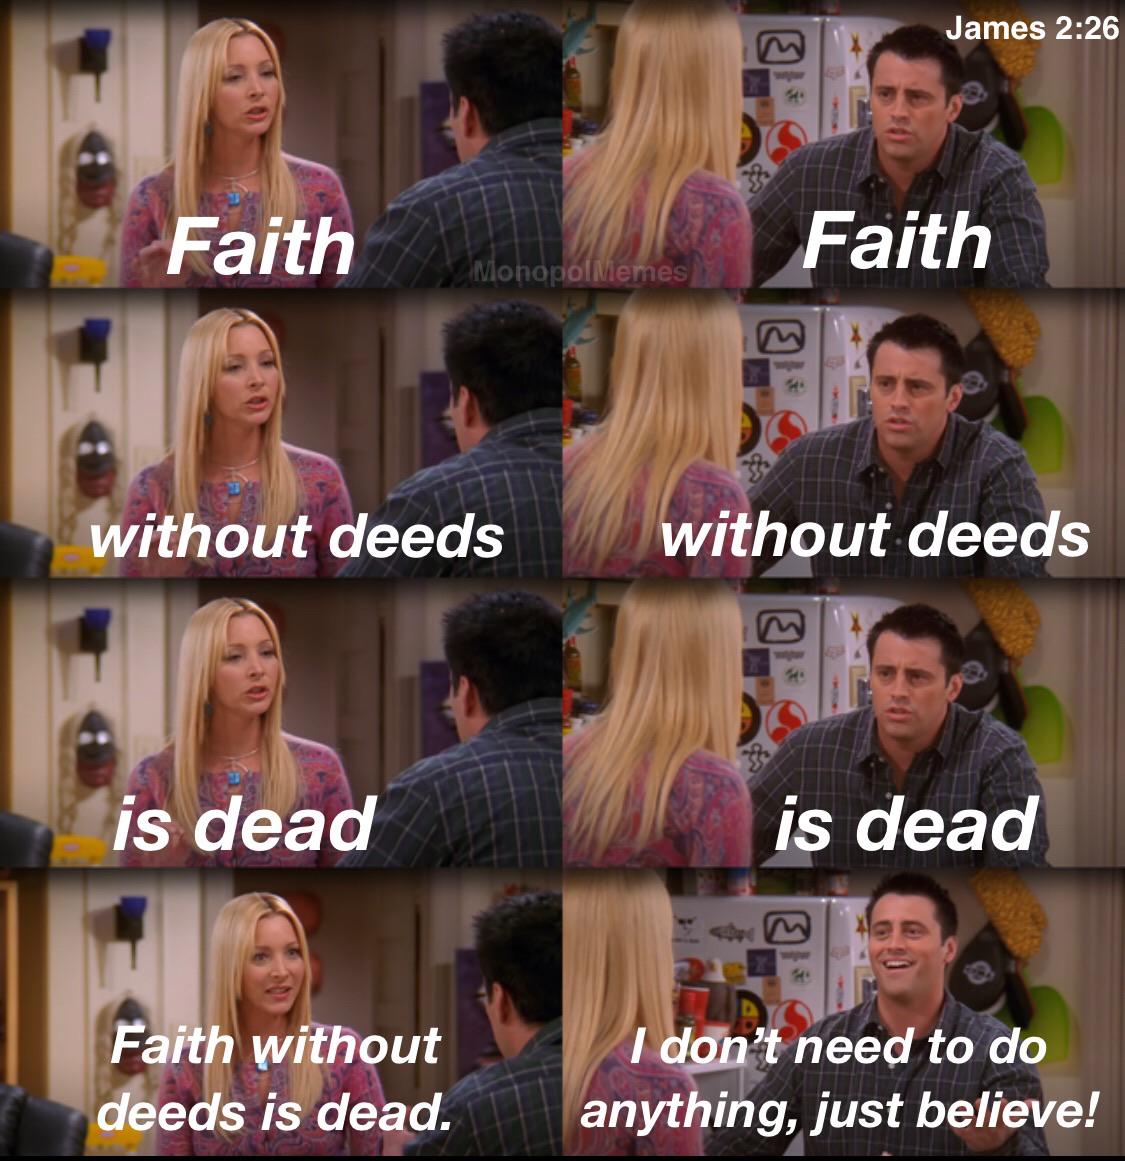 James 2:26
Faith
Faith
MonopolMemes
without deeds
without deeds
is dead
is dead
Faith without
deeds is dead.
I don't need to do
anything, just believe!